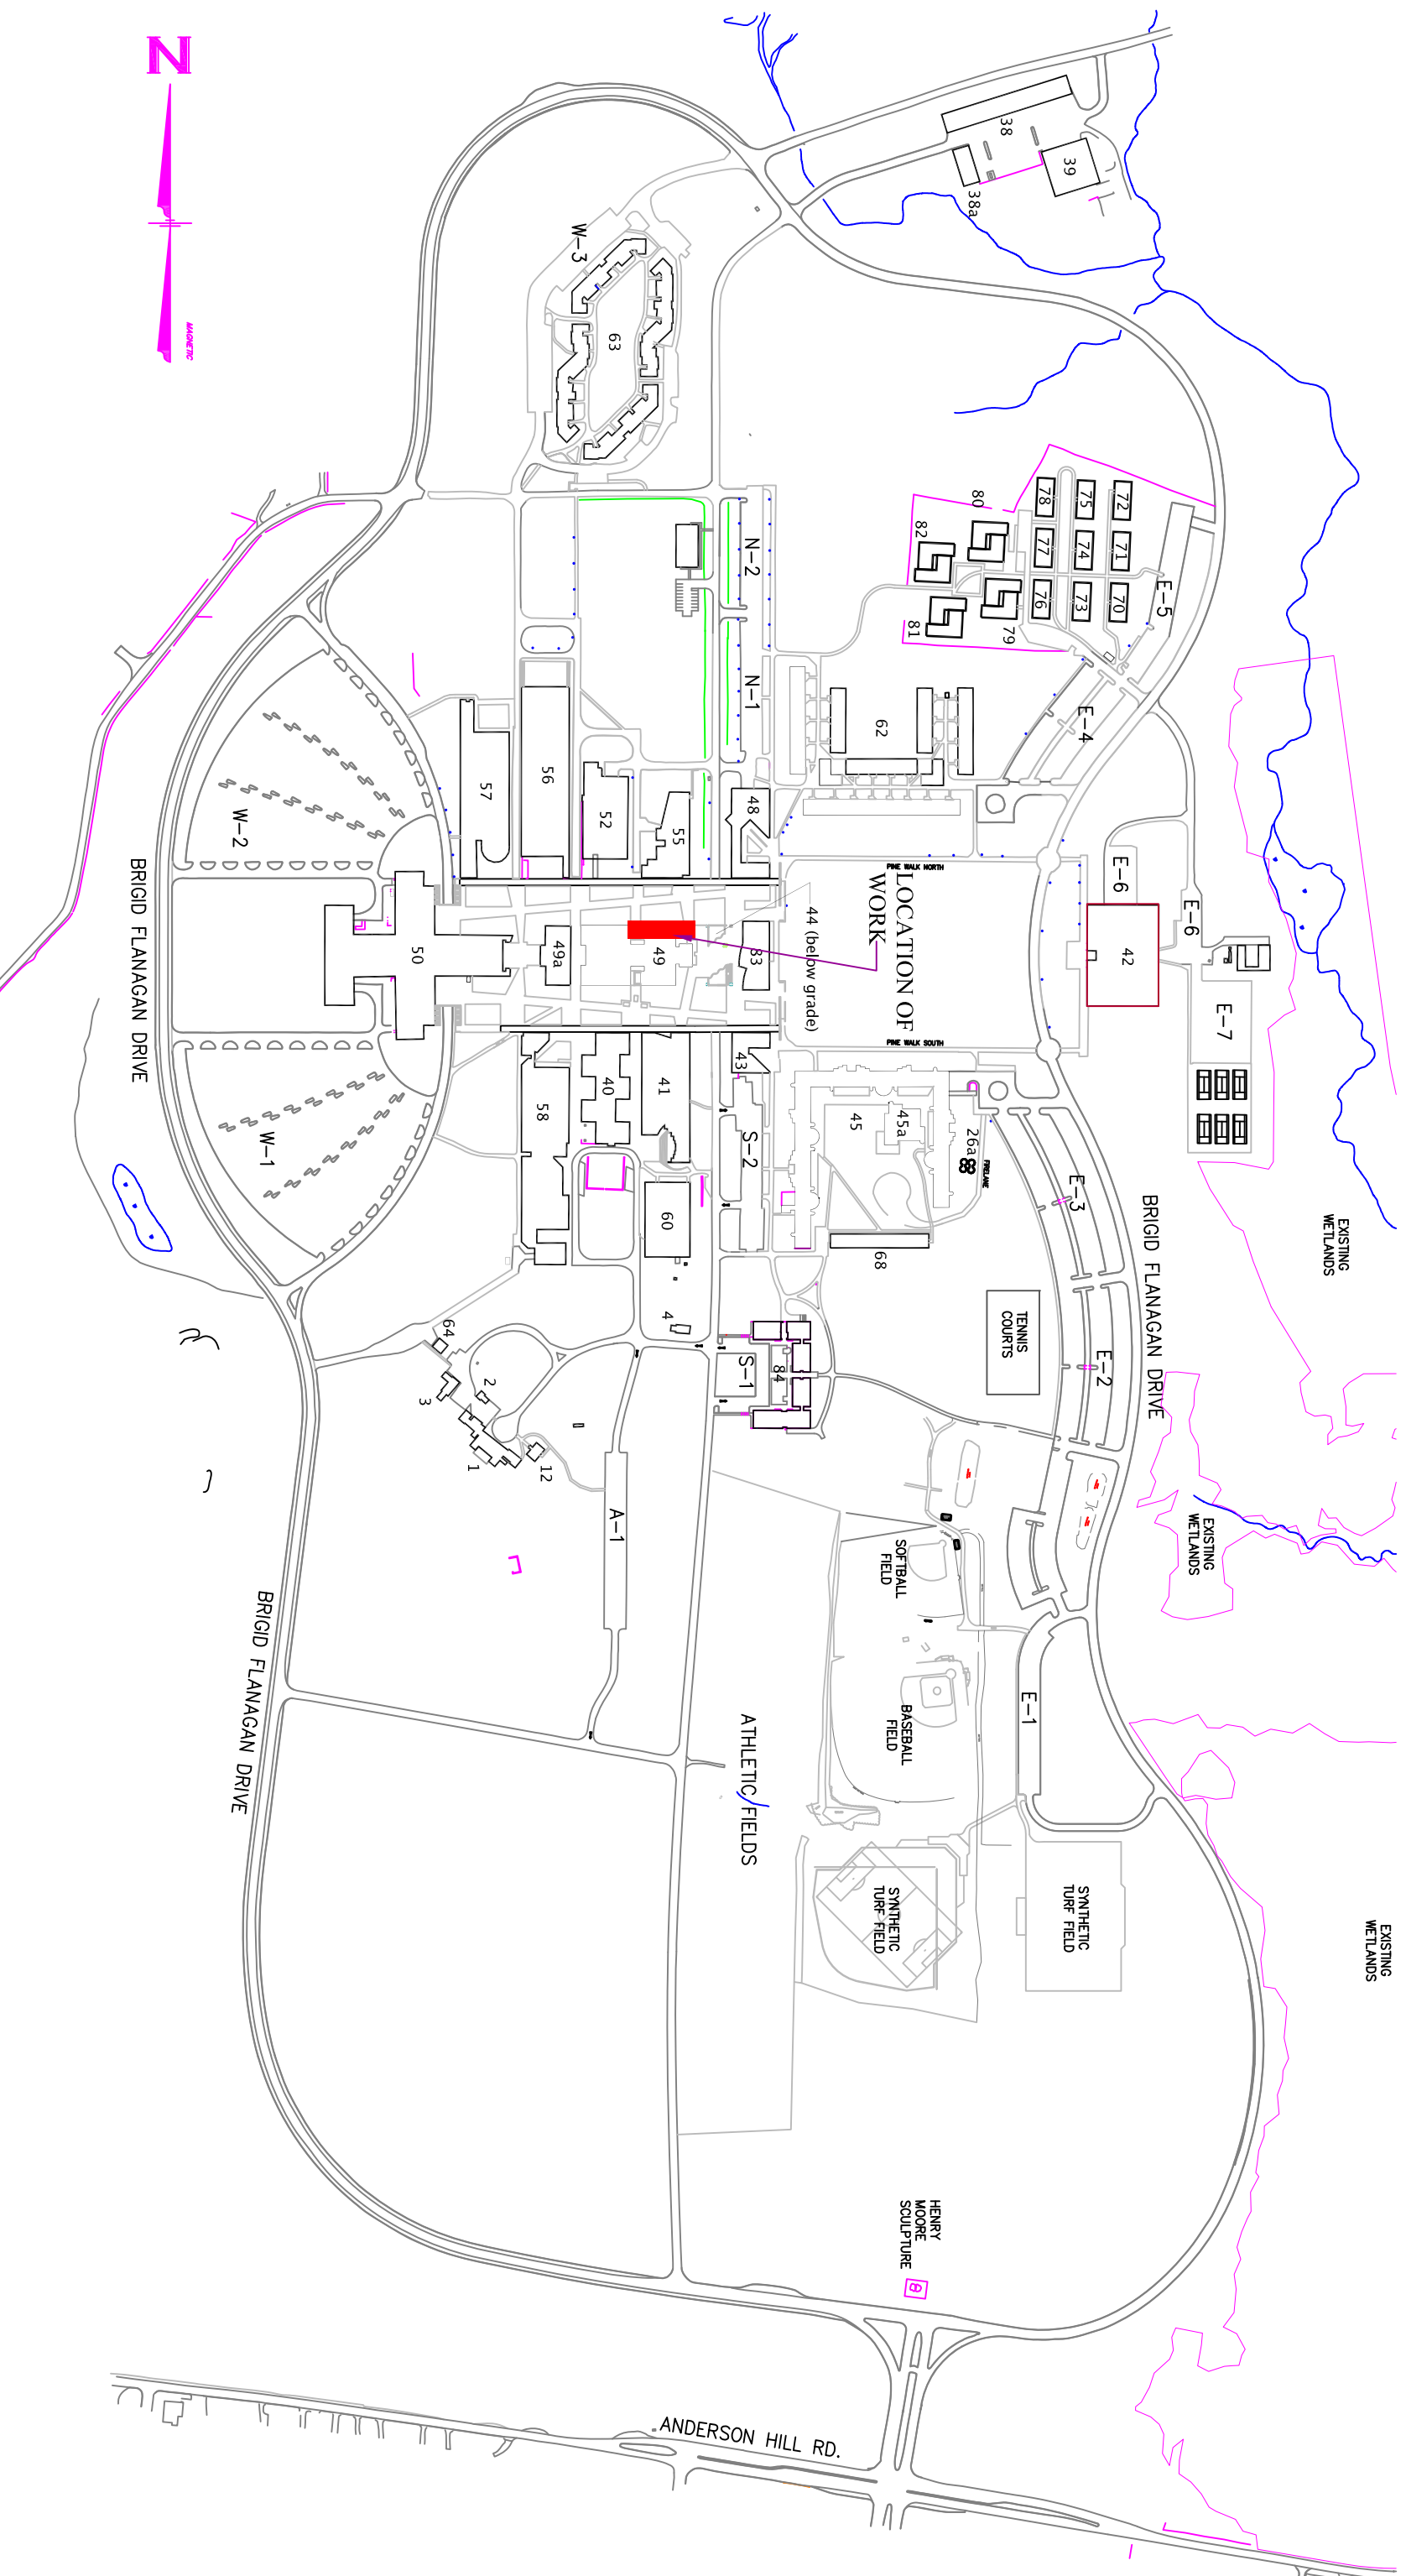 N
MAGNETIC
38
39
38a
W-3
63
80
82
78
75
72
77
74
71
76
73
70
79
81
E-5
N-2
N-1
E-4
62
57
56
52
55
48
W-2
BRIGID FLANAGAN DRIVE
PINE WALK NORTH
LOCATION OF
WORK
44 (below grade)
E-6
E-6
42
E-7
50
49a
49
83
PINE WALK SOUTH
43
58
40
41
S-2
45
45a
26a
88
FIRELANE
W-1
60
68
E-3
BRIGID FLANAGAN DRIVE
EXISTING
WETLANDS
4
64
2
3
1
12
S-1
84
TENNIS
COURTS
E-2
A-1
SOFTBALL
FIELD
EXISTING
WETLANDS
BRIGID FLANAGAN DRIVE
BASEBALL
FIELD
E-1
ATHLETIC FIELDS
SYNTHETIC
TURF FIELD
SYNTHETIC
TURF FIELD
EXISTING
WETLANDS
HENRY
MOORE
SCULPTURE
ANDERSON HILL RD.